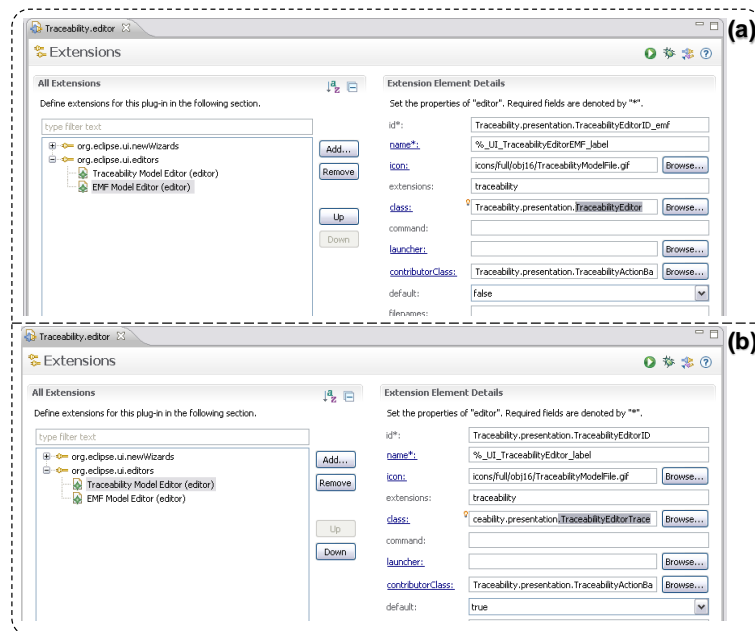 Traceability.editor
(a)
Extensions
All Extensions
Define extensions for this plug-in in the following section.
type filter text
org.eclipse.ui.newWizards
org.eclipse.ui.editors
Traceability Model Editor (editor)
EMF Model Editor (editor)
Add...
Remove
Up
Down
Extension Element Details
Set the properties of "editor". Required fields are denoted by "*".
id*: Traceability.presentation.TraceabilityEditorID_emf
name*: %_UI_TraceabilityEditorEMF_label
icon: icons/full/obj16/TraceabilityModelFile.gif Browse...
extensions: traceability
class: Traceability.presentation.TraceabilityEditor Browse...
command:
launcher: Browse...
contributorClass: Traceability.presentation.TraceabilityActionBa Browse...
default: false
filenames:
Traceability.editor
(b)
Extensions
All Extensions
Define extensions for this plug-in in the following section.
type filter text
org.eclipse.ui.newWizards
org.eclipse.ui.editors
Traceability Model Editor (editor)
EMF Model Editor (editor)
Add...
Remove
Up
Down
Extension Element Details
Set the properties of "editor". Required fields are denoted by "*".
id*: Traceability.presentation.TraceabilityEditorID
name*: %_UI_TraceabilityEditor_label
icon: icons/full/obj16/TraceabilityModelFile.gif Browse...
extensions: traceability
class: ceability.presentation.TraceabilityEditorTrace Browse...
command:
launcher: Browse...
contributorClass: Traceability.presentation.TraceabilityActionBa Browse...
default: true